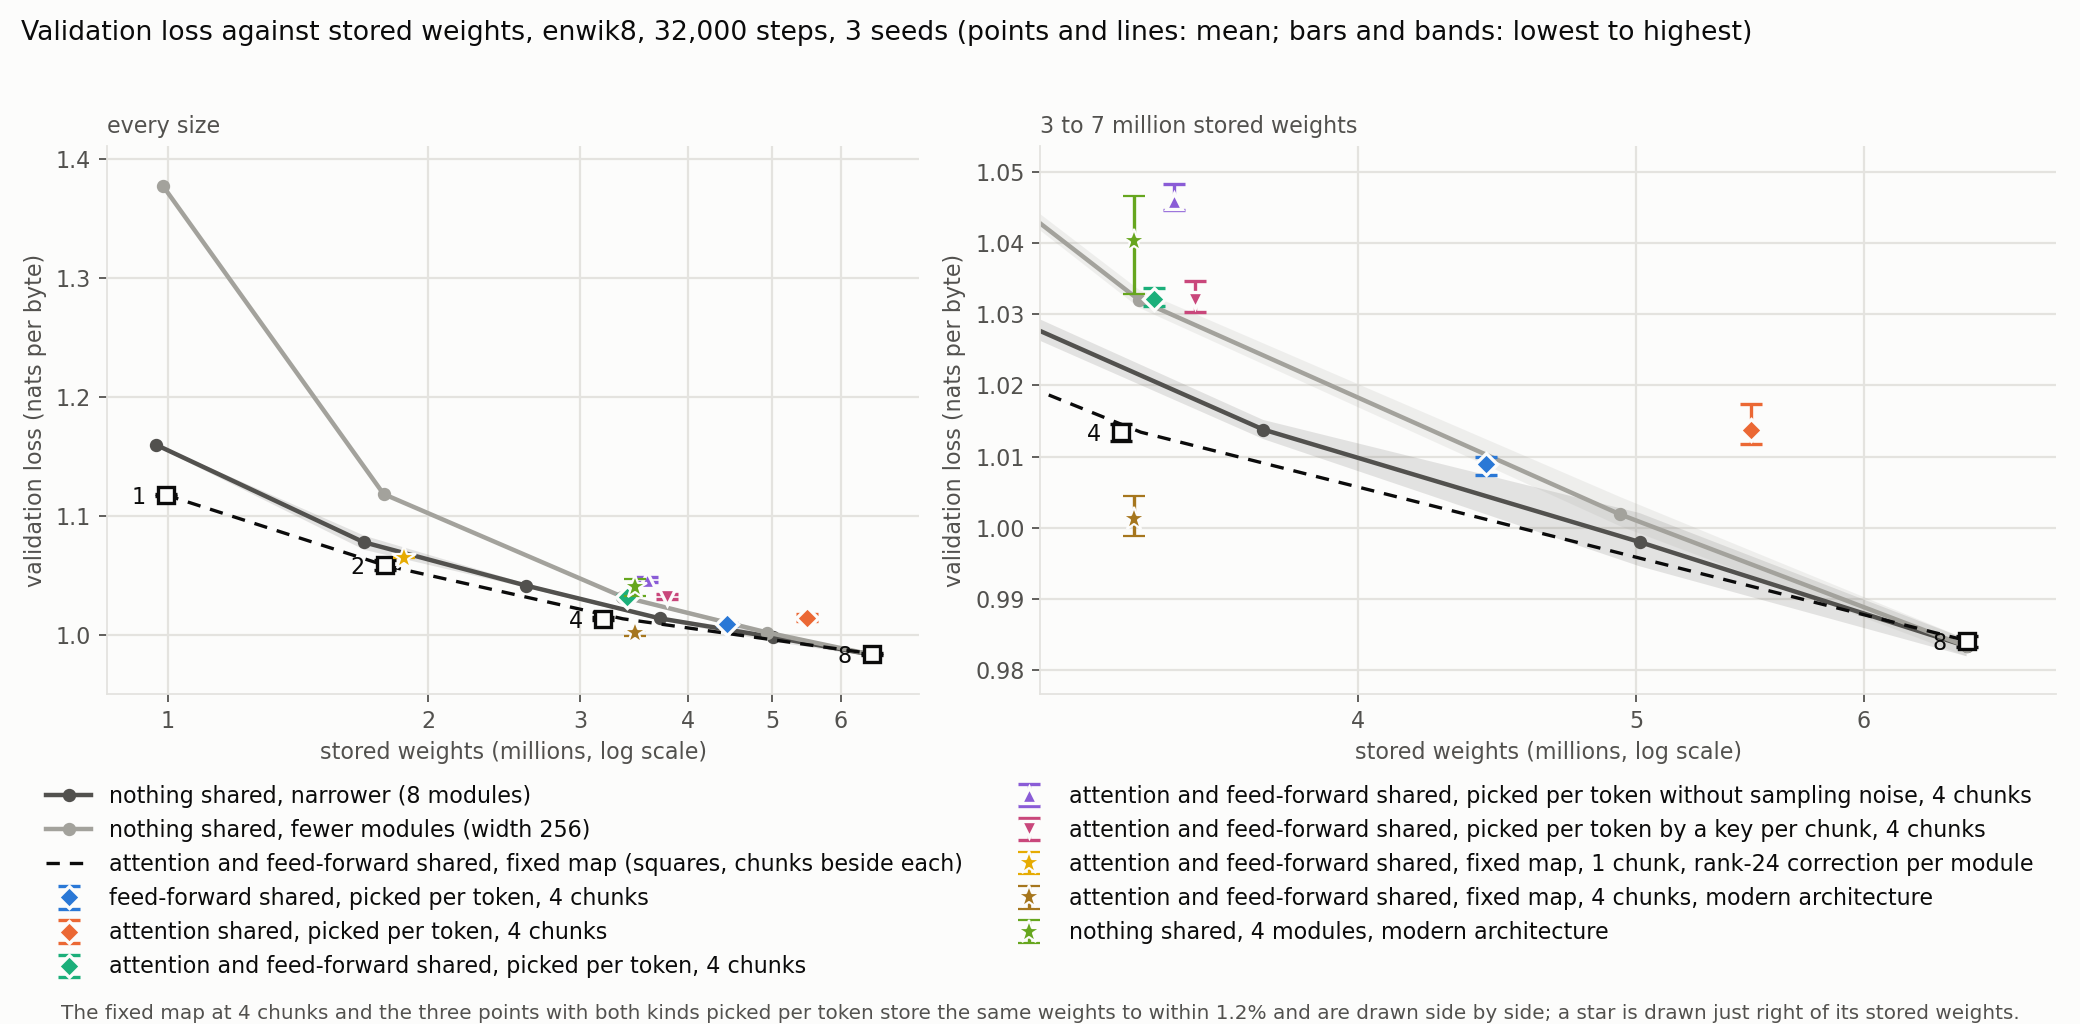 Validation loss against stored weights, enwik8, 32,000 steps, 3 seeds (points and lines: mean; bars and bands: lowest to highest)
every size
validation loss (nats per byte)
1.4
1.3
1.2
1.1
1.0
1
2
4
8
1 2 3 4 5 6
stored weights (millions, log scale)
3 to 7 million stored weights
validation loss (nats per byte)
1.05
1.04
1.03
1.02
1.01
1.00
0.99
0.98
4
8
4 5 6
stored weights (millions, log scale)
nothing shared, narrower (8 modules)
nothing shared, fewer modules (width 256)
attention and feed-forward shared, fixed map (squares, chunks beside each)
feed-forward shared, picked per token, 4 chunks
attention shared, picked per token, 4 chunks
attention and feed-forward shared, picked per token, 4 chunks
attention and feed-forward shared, picked per token without sampling noise, 4 chunks
attention and feed-forward shared, picked per token by a key per chunk, 4 chunks
attention and feed-forward shared, fixed map, 1 chunk, rank-24 correction per module
attention and feed-forward shared, fixed map, 4 chunks, modern architecture
nothing shared, 4 modules, modern architecture
The fixed map at 4 chunks and the three points with both kinds picked per token store the same weights to within 1.2% and are drawn side by side; a star is drawn just right of its stored weights.